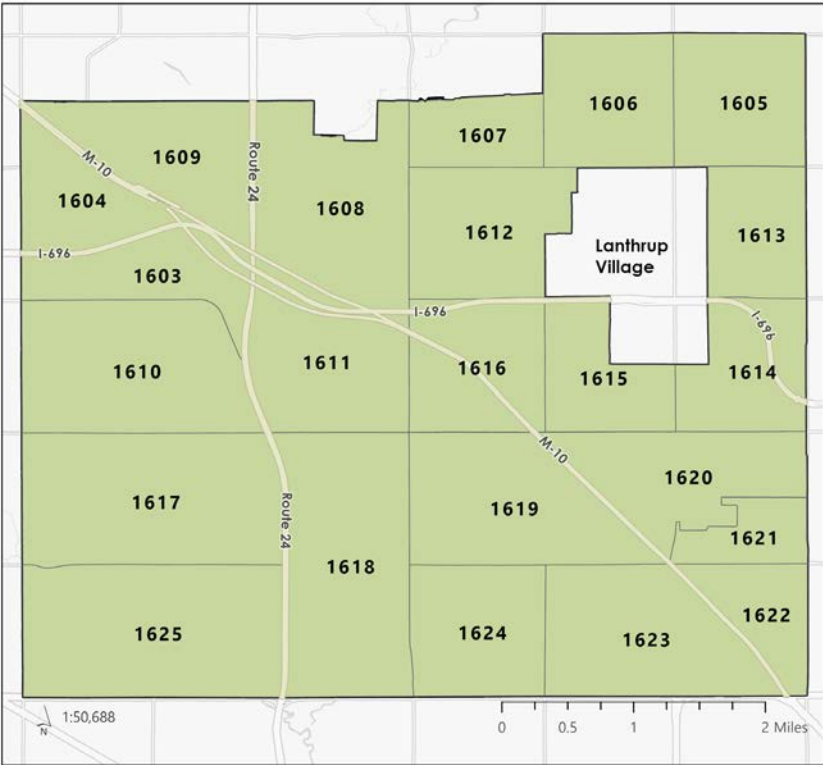 1606
1605
1607
M-10
1609
Route 24
1604
1608
1612
1613
Lanthrup
Village
I-696
1603
I-696
I-696
1610
1611
1616
1615
1614
M-10
1617
Route 24
1619
1620
1618
1621
1625
1624
1623
1622
N
1:50,688
0 0.5 1 2 Miles